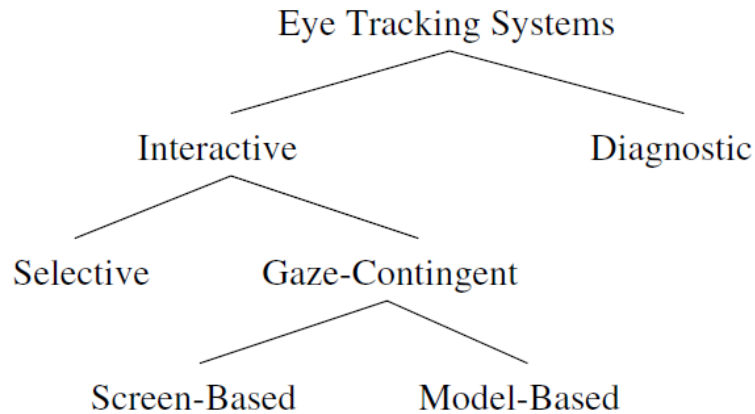 Eye Tracking Systems
Interactive
Diagnostic
Selective
Gaze-Contingent
Screen-Based
Model-Based